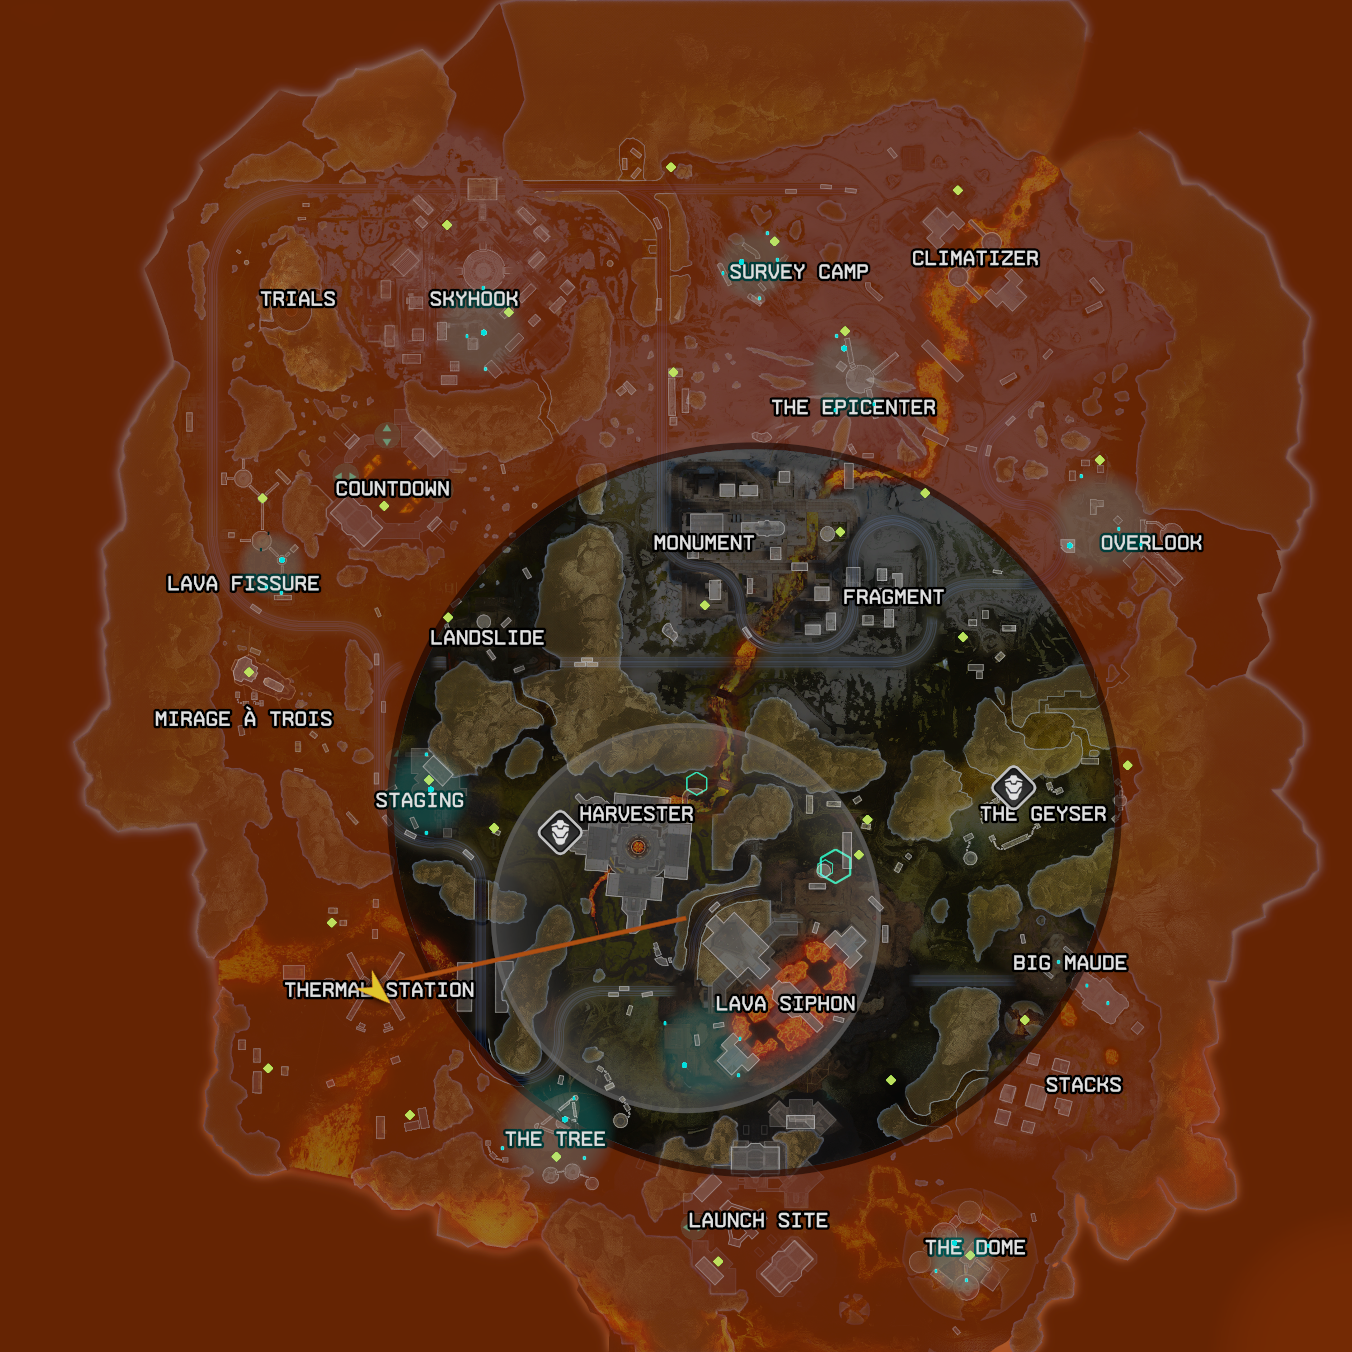 SURVEY CAMP
CLIMATIZER
TRIALS
SKYHOOK
THE EPICENTER
COUNTDOWN
MONUMENT
OVERLOOK
LAVA FISSURE
FRAGMENT
LANDSLIDE
MIRAGE À TROIS
STAGING
HARVESTER
THE GEYSER
BIG MAUDE
THERMAL STATION
LAVA SIPHON
STACKS
THE TREE
LAUNCH SITE
THE DOME